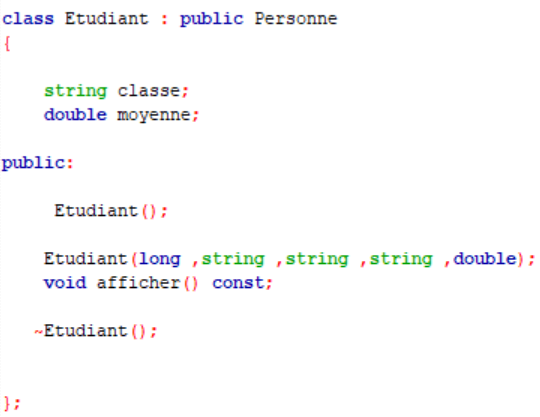 class Etudiant : public Personne
{
string classe;
double moyenne;
public:
Etudiant();
Etudiant(long ,string ,string ,string ,double);
void afficher() const;
~Etudiant();
};